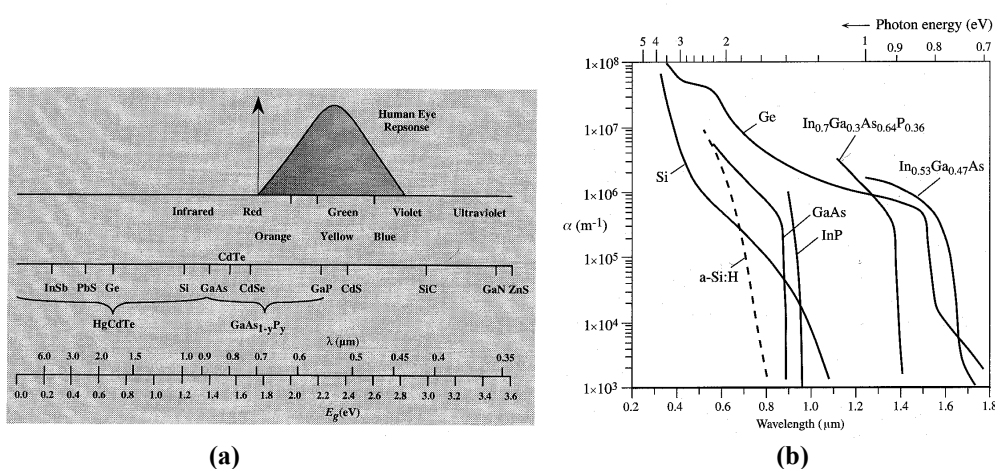 Human Eye
Repsonse
Infrared Red Green Violet Ultraviolet
Orange Yellow Blue
CdTe
InSb PbS Ge Si GaAs CdSe GaP CdS SiC GaN ZnS
HgCdTe GaAs1-yPy
λ (μm)
6.0 3.0 2.0 1.5 1.0 0.9 0.8 0.7 0.6 0.5 0.45 0.4 0.35
0.0 0.2 0.4 0.6 0.8 1.0 1.2 1.4 1.6 1.8 2.0 2.2 2.4 2.6 2.8 3.0 3.2 3.4 3.6
Eg(eV)
(a)
← Photon energy (eV)
5 4 3 2 1 0.9 0.8 0.7
1×10^8
1×10^7
1×10^6
α (m-1)
1×10^5
1×10^4
1×10^3
Ge
In0.7Ga0.3As0.64P0.36
In0.53Ga0.47As
Si
GaAs
InP
a-Si:H
0.2 0.4 0.6 0.8 1.0 1.2 1.4 1.6 1.8
Wavelength (μm)
(b)